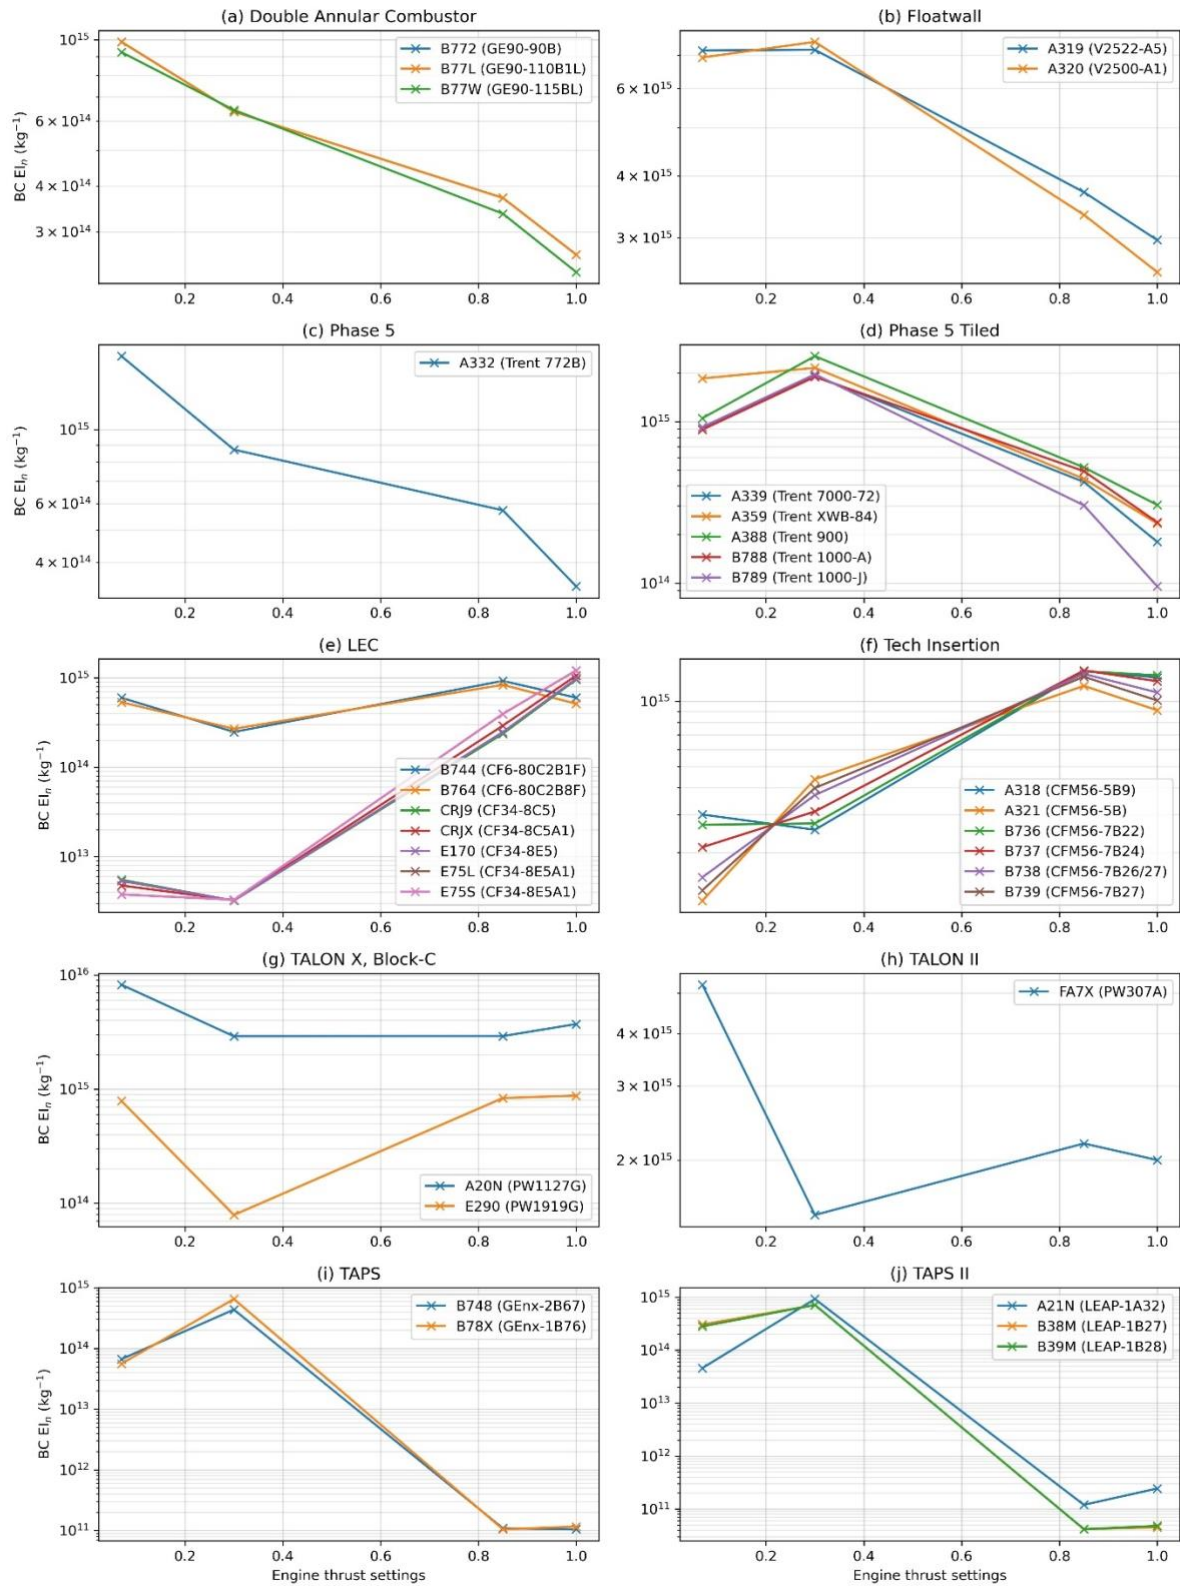 (a) Double Annular Combustor
(b) Floatwall
BC EIₙ (kg⁻¹)
10¹⁵
6 × 10¹⁴
4 × 10¹⁴
3 × 10¹⁴
B772 (GE90-90B)
B77L (GE90-110B1L)
B77W (GE90-115BL)
0.2 0.4 0.6 0.8 1.0
6 × 10¹⁵
4 × 10¹⁵
3 × 10¹⁵
A319 (V2522-A5)
A320 (V2500-A1)
0.2 0.4 0.6 0.8 1.0
(c) Phase 5
(d) Phase 5 Tiled
BC EIₙ (kg⁻¹)
10¹⁵
6 × 10¹⁴
4 × 10¹⁴
A332 (Trent 772B)
0.2 0.4 0.6 0.8 1.0
10¹⁵
10¹⁴
A339 (Trent 7000-72)
A359 (Trent XWB-84)
A388 (Trent 900)
B788 (Trent 1000-A)
B789 (Trent 1000-J)
0.2 0.4 0.6 0.8 1.0
(e) LEC
(f) Tech Insertion
BC EIₙ (kg⁻¹)
10¹⁵
10¹⁴
10¹³
B744 (CF6-80C2B1F)
B764 (CF6-80C2B8F)
CRJ9 (CF34-8C5)
CRJX (CF34-8C5A1)
E170 (CF34-8E5)
E75L (CF34-8E5A1)
E75S (CF34-8E5A1)
0.2 0.4 0.6 0.8 1.0
10¹⁵
A318 (CFM56-5B9)
A321 (CFM56-5B)
B736 (CFM56-7B22)
B737 (CFM56-7B24)
B738 (CFM56-7B26/27)
B739 (CFM56-7B27)
0.2 0.4 0.6 0.8 1.0
(g) TALON X, Block-C
(h) TALON II
BC EIₙ (kg⁻¹)
10¹⁶
10¹⁵
10¹⁴
A20N (PW1127G)
E290 (PW1919G)
0.2 0.4 0.6 0.8 1.0
4 × 10¹⁵
3 × 10¹⁵
2 × 10¹⁵
FA7X (PW307A)
0.2 0.4 0.6 0.8 1.0
(i) TAPS
(j) TAPS II
BC EIₙ (kg⁻¹)
10¹⁵
10¹⁴
10¹³
10¹²
10¹¹
B748 (GEnx-2B67)
B78X (GEnx-1B76)
0.2 0.4 0.6 0.8 1.0
Engine thrust settings
10¹⁵
10¹⁴
10¹³
10¹²
10¹¹
A21N (LEAP-1A32)
B38M (LEAP-1B27)
B39M (LEAP-1B28)
0.2 0.4 0.6 0.8 1.0
Engine thrust settings